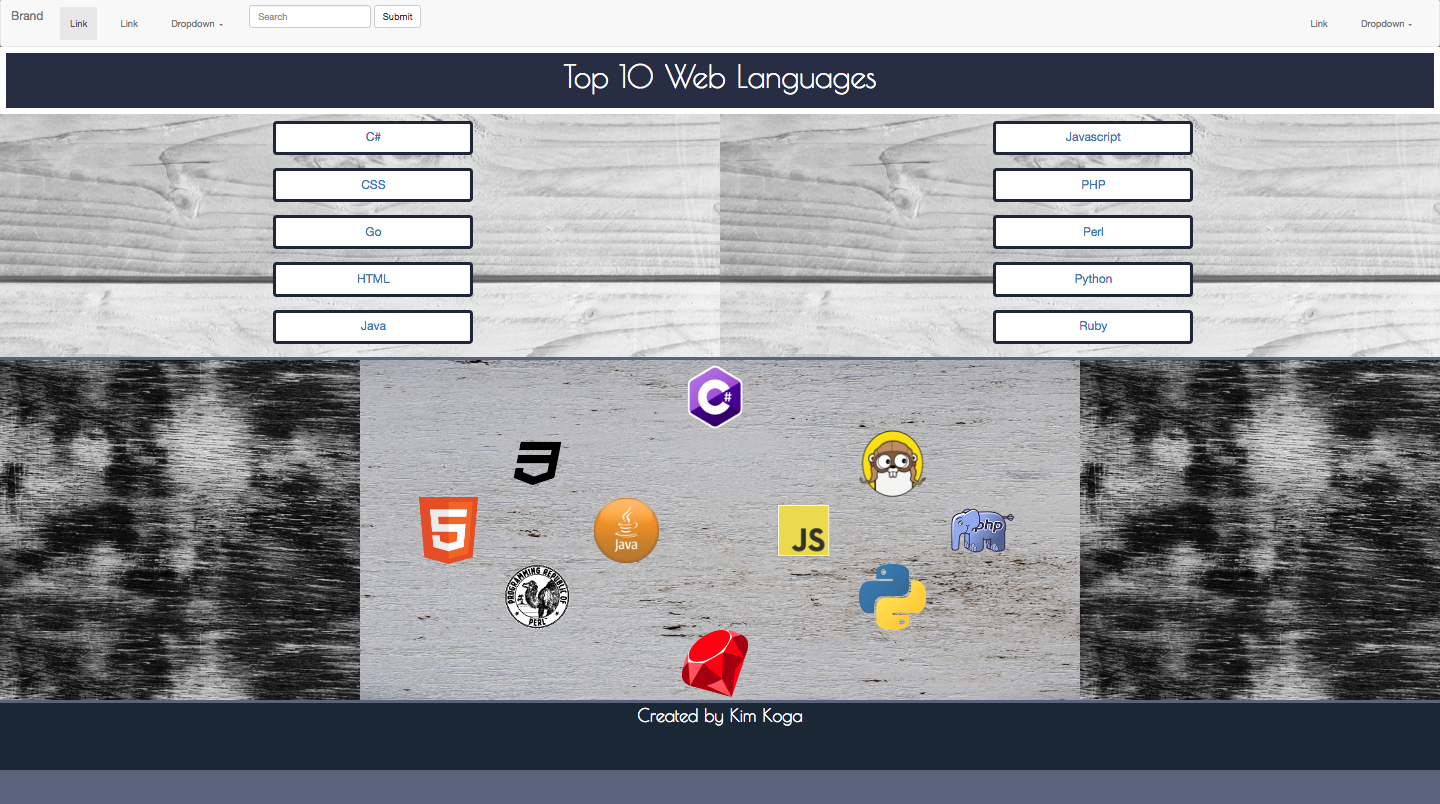 Brand Link Link Dropdown Search Submit Link Dropdown
Top 10 Web Languages
C# Javascript
CSS PHP
Go Perl
HTML Python
Java Ruby
C#
3
5 Java JS php
PROGRAMMING REPUBLIC OF PERL
Created by Kim Koga